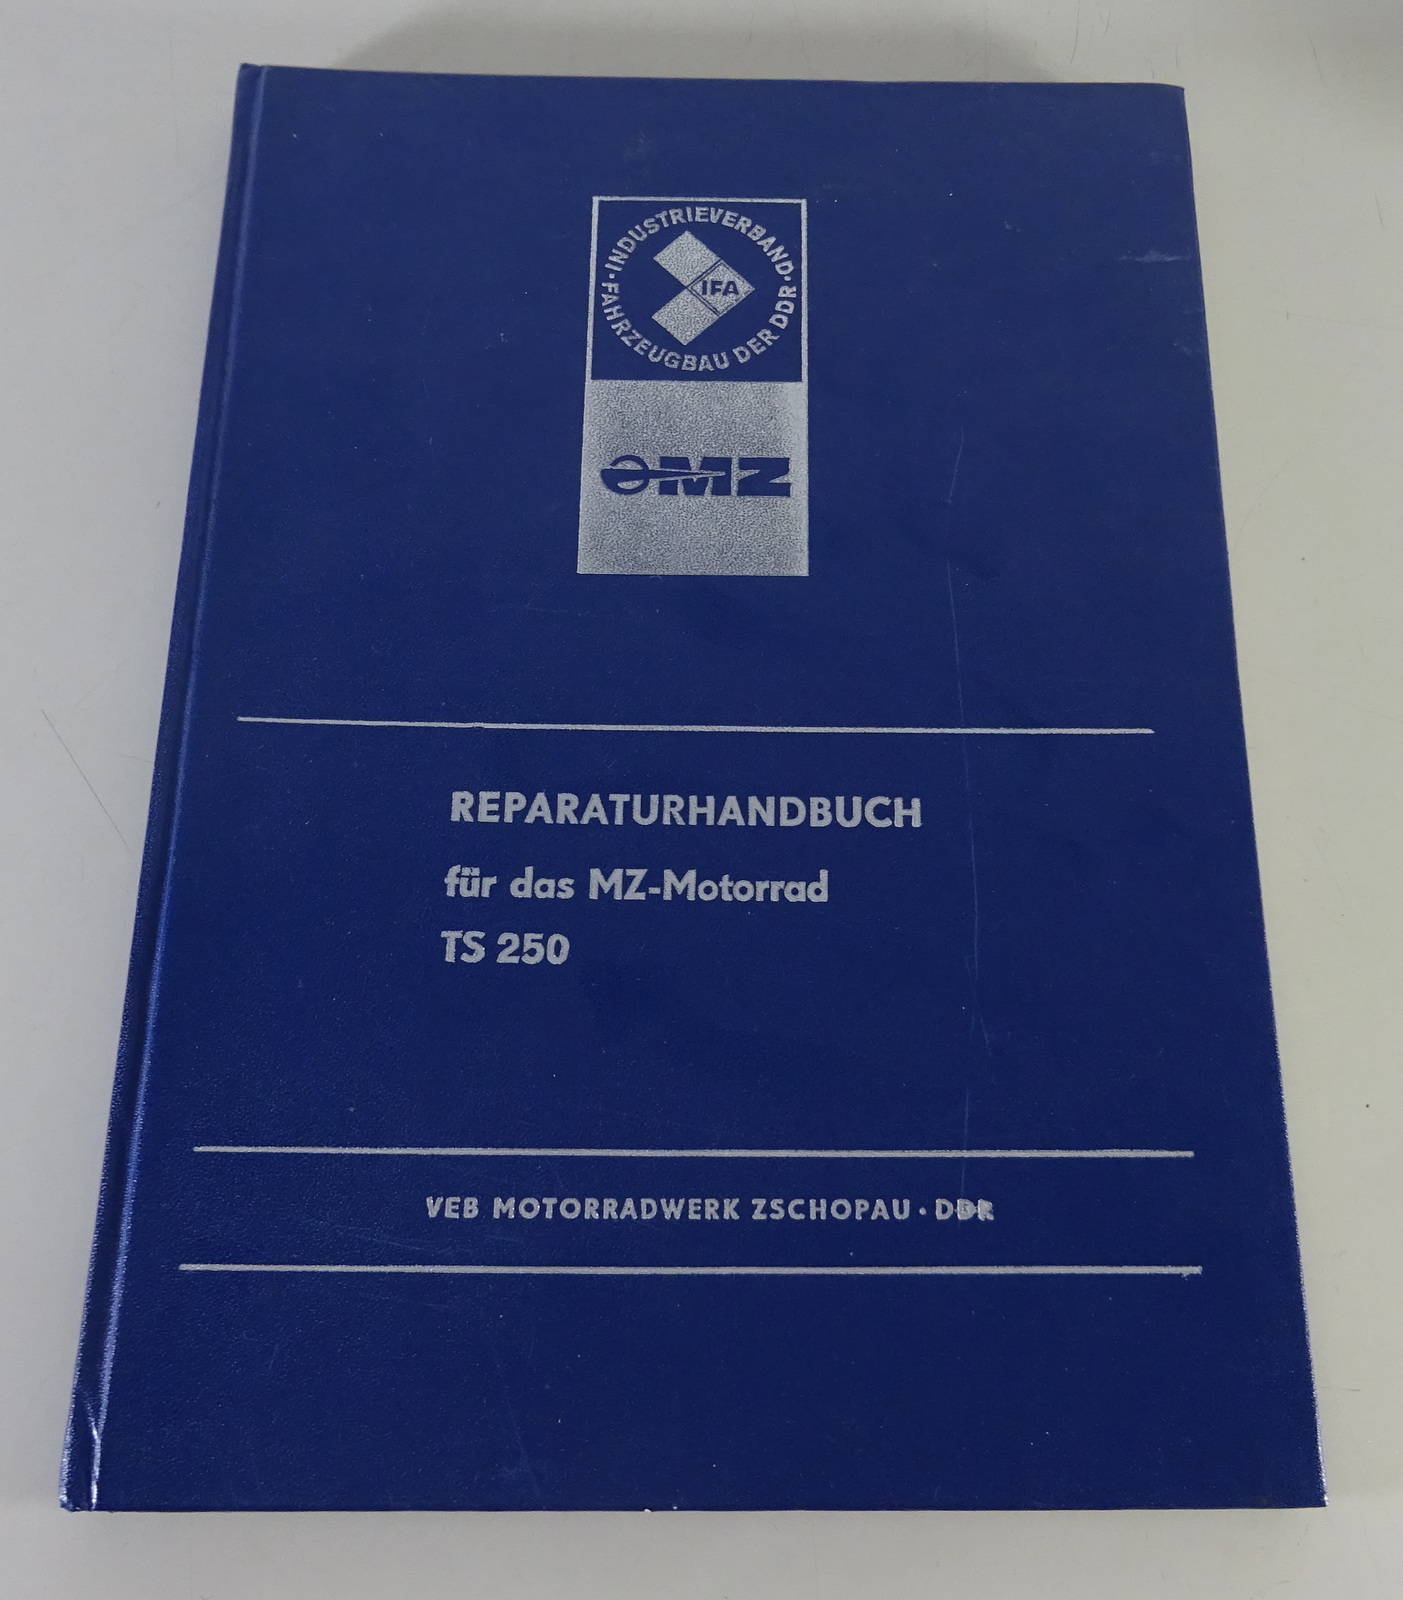 · INDUSTRIEVERBAND ·
FAHRZEUGBAU DER DDR
IFA
MZ
REPARATURHANDBUCH
für das MZ-Motorrad
TS 250
VEB MOTORRADWERK ZSCHOPAU · DDR